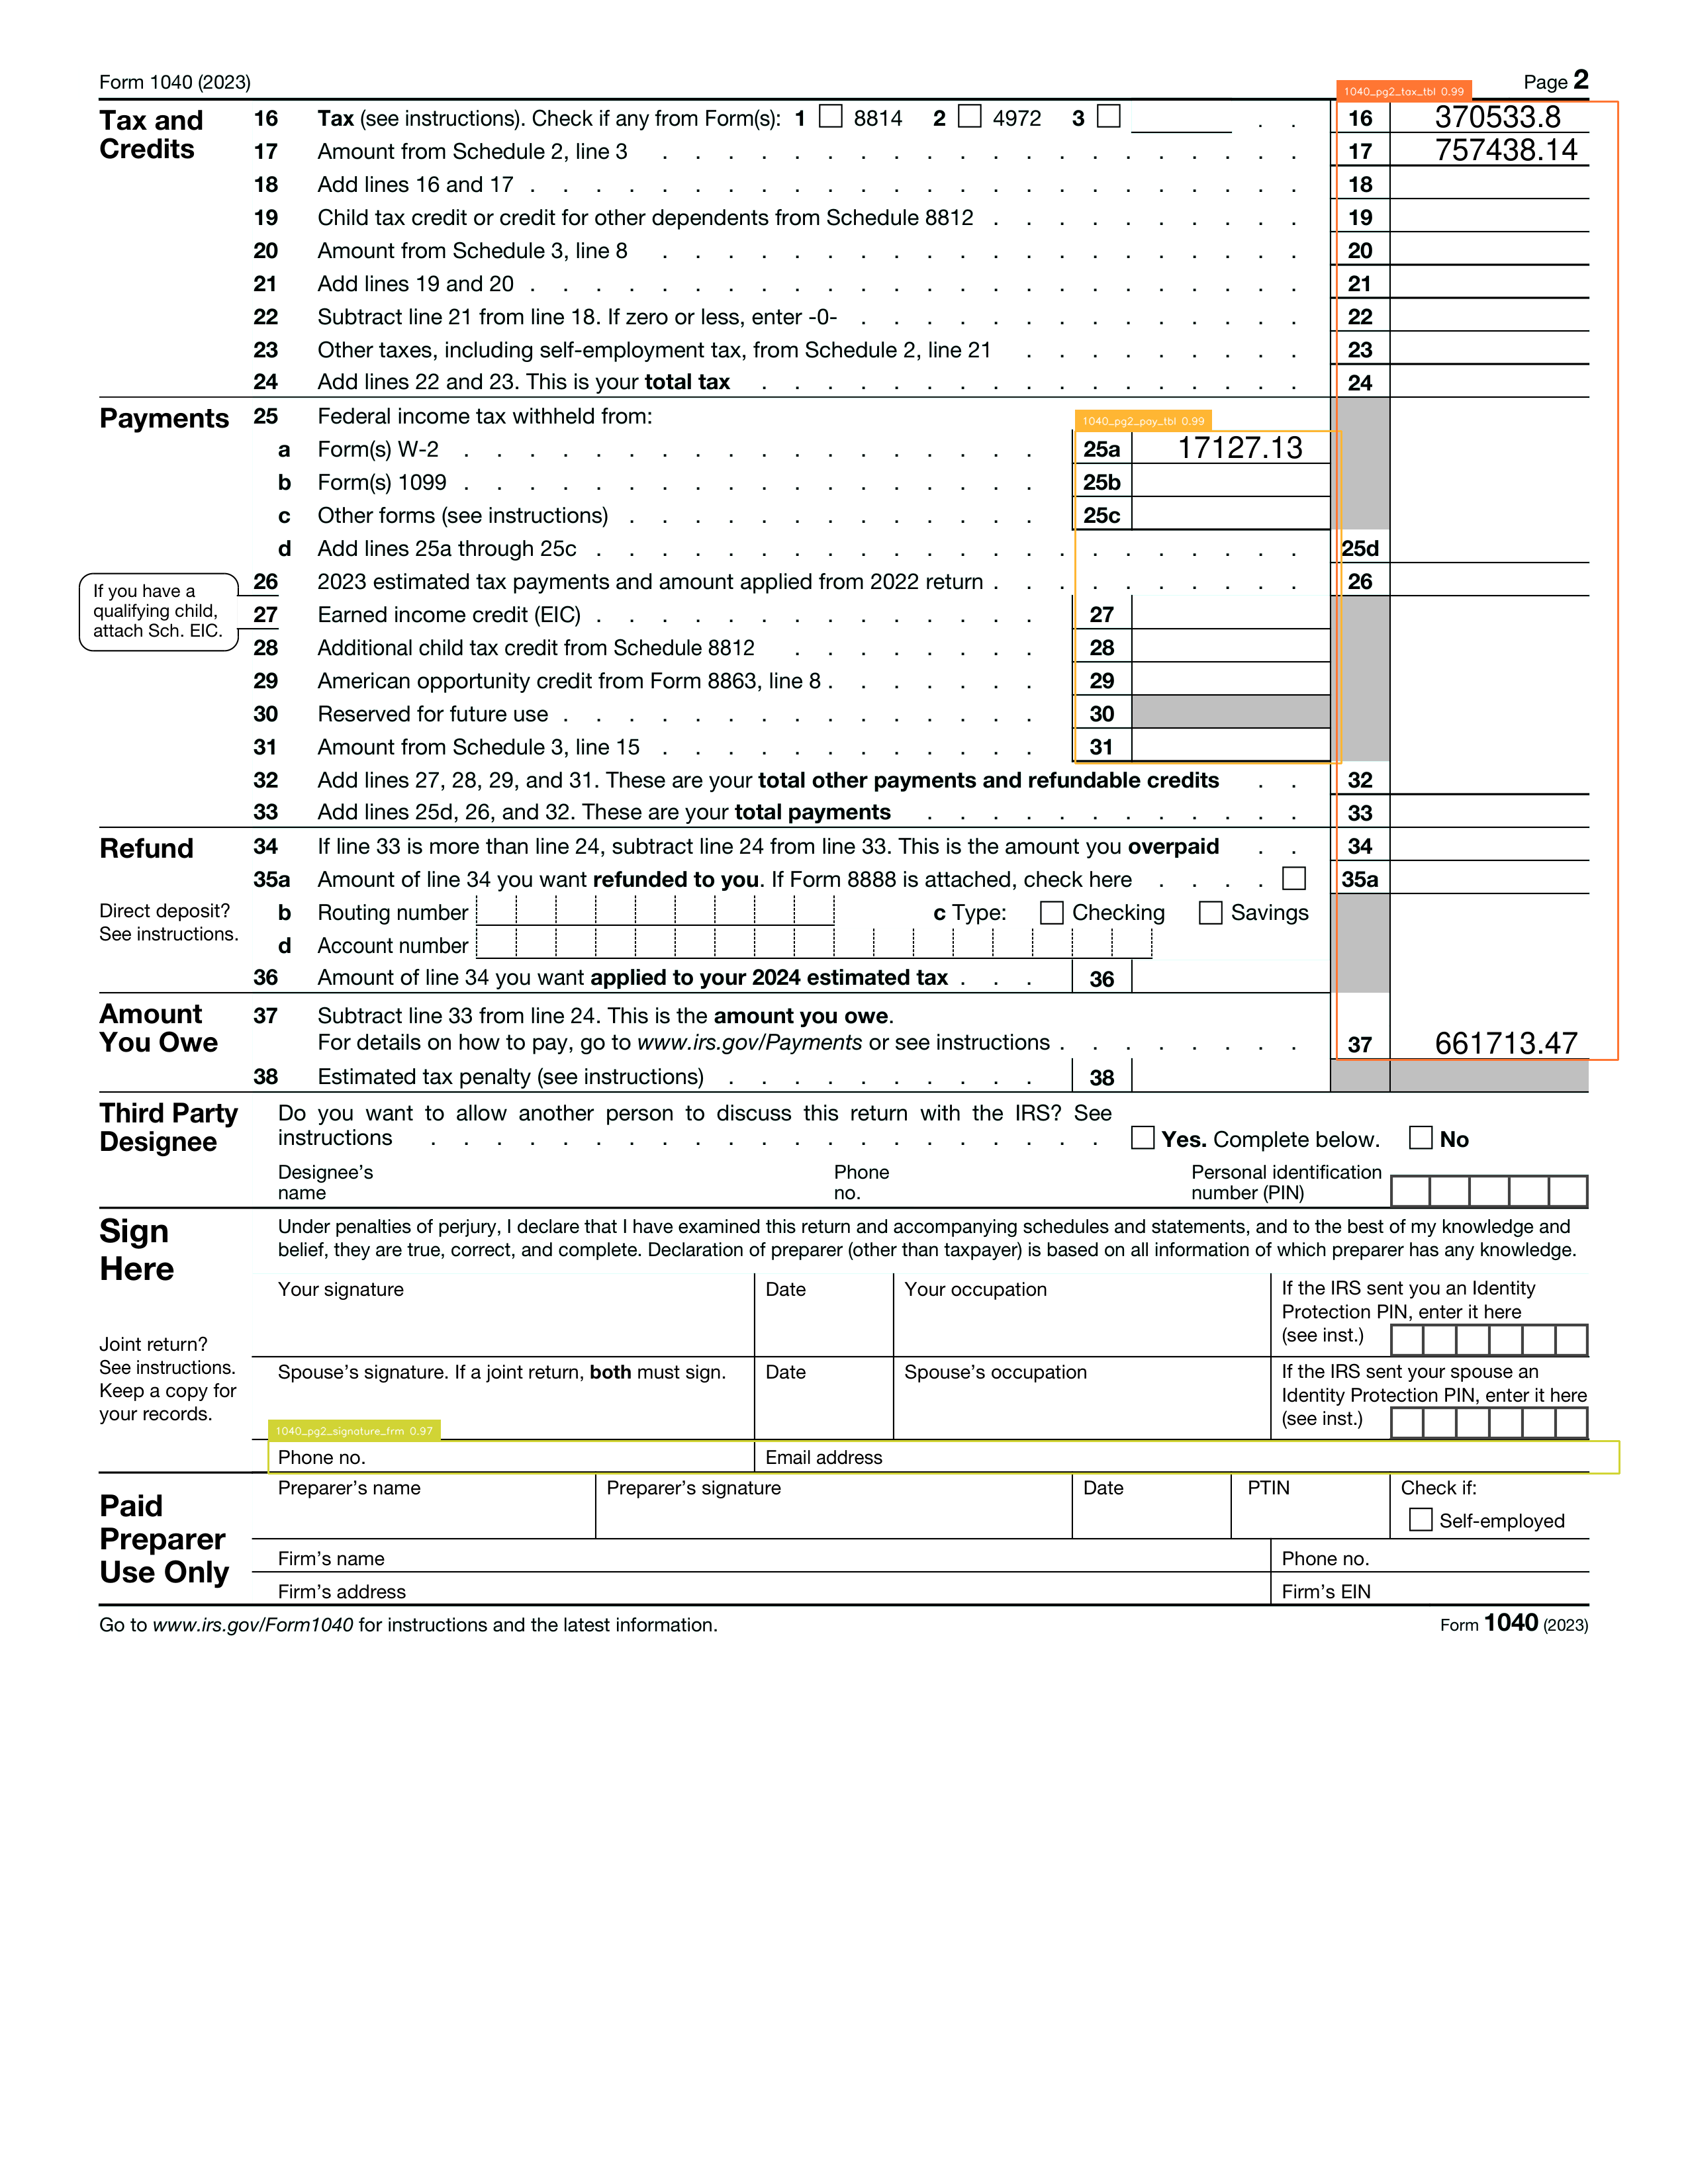 Form 1040 (2023)
1040_pg2_tax_tbl 0.99
Page 2
Tax and Credits
16 Tax (see instructions). Check if any from Form(s): 1 8814 2 4972 3 . . 16 370533.8
17 Amount from Schedule 2, line 3 . . . . . . . . . . . . . . . . . . . . 17 757438.14
18 Add lines 16 and 17 . . . . . . . . . . . . . . . . . . . . . . . . 18
19 Child tax credit or credit for other dependents from Schedule 8812 . . . . . . . . . . 19
20 Amount from Schedule 3, line 8 . . . . . . . . . . . . . . . . . . . . 20
21 Add lines 19 and 20 . . . . . . . . . . . . . . . . . . . . . . . . 21
22 Subtract line 21 from line 18. If zero or less, enter -0- . . . . . . . . . . . . . . 22
23 Other taxes, including self-employment tax, from Schedule 2, line 21 . . . . . . . . . 23
24 Add lines 22 and 23. This is your total tax . . . . . . . . . . . . . . . . . 24
Payments
25 Federal income tax withheld from:
1040_pg2_pay_tbl 0.99
a Form(s) W-2 . . . . . . . . . . . . . . . . . . 25a 17127.13
b Form(s) 1099 . . . . . . . . . . . . . . . . . . 25b
c Other forms (see instructions) . . . . . . . . . . . . . 25c
d Add lines 25a through 25c . . . . . . . . . . . . . . . . . . . . . . 25d
If you have a
qualifying child,
attach Sch. EIC.
26 2023 estimated tax payments and amount applied from 2022 return . . . . . . . . . . 26
27 Earned income credit (EIC) . . . . . . . . . . . . . . 27
28 Additional child tax credit from Schedule 8812 . . . . . . . . 28
29 American opportunity credit from Form 8863, line 8 . . . . . . . 29
30 Reserved for future use . . . . . . . . . . . . . . . 30
31 Amount from Schedule 3, line 15 . . . . . . . . . . . . 31
32 Add lines 27, 28, 29, and 31. These are your total other payments and refundable credits . . 32
33 Add lines 25d, 26, and 32. These are your total payments . . . . . . . . . . . . 33
Refund
34 If line 33 is more than line 24, subtract line 24 from line 33. This is the amount you overpaid . . 34
35a Amount of line 34 you want refunded to you. If Form 8888 is attached, check here . . . . 35a
Direct deposit?
See instructions.
b Routing number c Type: Checking Savings
d Account number
36 Amount of line 34 you want applied to your 2024 estimated tax . . . 36
Amount
You Owe
37 Subtract line 33 from line 24. This is the amount you owe.
For details on how to pay, go to www.irs.gov/Payments or see instructions . . . . . . . . 37 661713.47
38 Estimated tax penalty (see instructions) . . . . . . . . . . 38
Third Party
Designee
Do you want to allow another person to discuss this return with the IRS? See
instructions . . . . . . . . . . . . . . . . . . . . . Yes. Complete below. No
Designee's
name
Phone
no.
Personal identification
number (PIN)
Sign
Here
Under penalties of perjury, I declare that I have examined this return and accompanying schedules and statements, and to the best of my knowledge and
belief, they are true, correct, and complete. Declaration of preparer (other than taxpayer) is based on all information of which preparer has any knowledge.
Joint return?
See instructions.
Keep a copy for
your records.
Your signature
Date
Your occupation
If the IRS sent you an Identity
Protection PIN, enter it here
(see inst.)
Spouse's signature. If a joint return, both must sign.
Date
Spouse's occupation
If the IRS sent your spouse an
Identity Protection PIN, enter it here
(see inst.)
1040_pg2_signature_frm 0.97
Phone no.
Email address
Paid
Preparer
Use Only
Preparer's name
Preparer's signature
Date
PTIN
Check if:
Self-employed
Firm's name
Phone no.
Firm's address
Firm's EIN
Go to www.irs.gov/Form1040 for instructions and the latest information.
Form 1040 (2023)